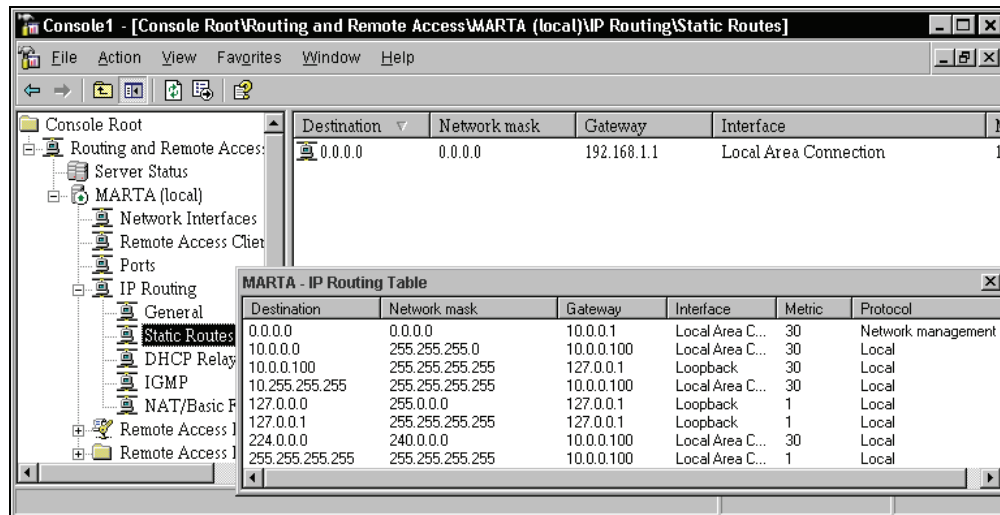 Console1 - [Console Root\Routing and Remote Access\MARTA (local)\IP Routing\Static Routes]
File Action View Favorites Window Help
Console Root
Routing and Remote Acces
Server Status
MARTA (local)
Network Interfaces
Remote Access Clien
Ports
IP Routing
General
Static Routes
DHCP Relay
IGMP
NAT/Basic F
Remote Access
Remote Access
Destination Network mask Gateway Interface
0.0.0.0 0.0.0.0 192.168.1.1 Local Area Connection 1
MARTA - IP Routing Table
Destination Network mask Gateway Interface Metric Protocol
0.0.0.0 0.0.0.0 10.0.0.1 Local Area C... 30 Network management
10.0.0.0 255.255.255.0 10.0.0.100 Local Area C... 30 Local
10.0.0.100 255.255.255.255 127.0.0.1 Loopback 30 Local
10.255.255.255 255.255.255.255 10.0.0.100 Local Area C... 30 Local
127.0.0.0 255.0.0.0 127.0.0.1 Loopback 1 Local
127.0.0.1 255.255.255.255 127.0.0.1 Loopback 1 Local
224.0.0.0 240.0.0.0 10.0.0.100 Local Area C... 30 Local
255.255.255.255 255.255.255.255 10.0.0.100 Local Area C... 1 Local